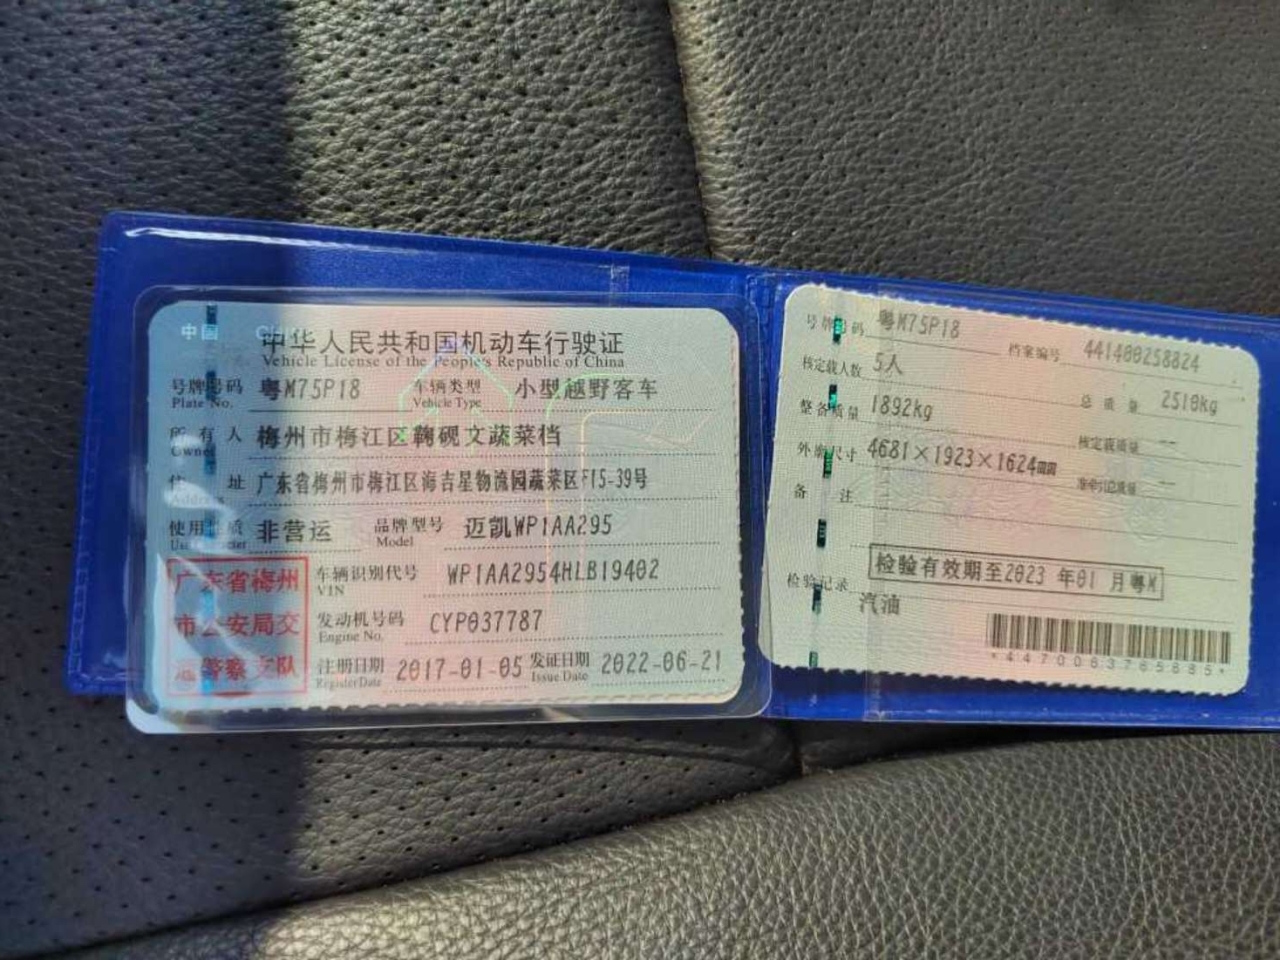 中国 CHI
中华人民共和国机动车行驶证
Vehicle License of the People's Republic of China
号牌号码 粤M75P18 车辆类型 小型越野客车
Plate No. Vehicle Type
所有人 梅州市梅江区鞠砚文蔬菜档
Owner
住址 广东省梅州市梅江区海吉星物流园蔬菜区F15-39号
Address
使用性质 非营运 品牌型号 迈凯WP1AA295
Model
广东省梅州
市公安局交
通警察支队
车辆识别代号 WP1AA2954HLB19402
VIN
发动机号码 CYP037787
Engine No.
注册日期 2017-01-05 发证日期 2022-06-21
Register Date Issue Date
号牌号码 粤M75P18 档案编号 441400258824
核定载人数 5人 总质量 2510kg
整备质量 1892kg 核定载质量 --
外廓尺寸 4681×1923×1624mm 准牵引总质量 --
备注
检验有效期至2023年01月粤M
检验记录
汽油
*4470063765685*